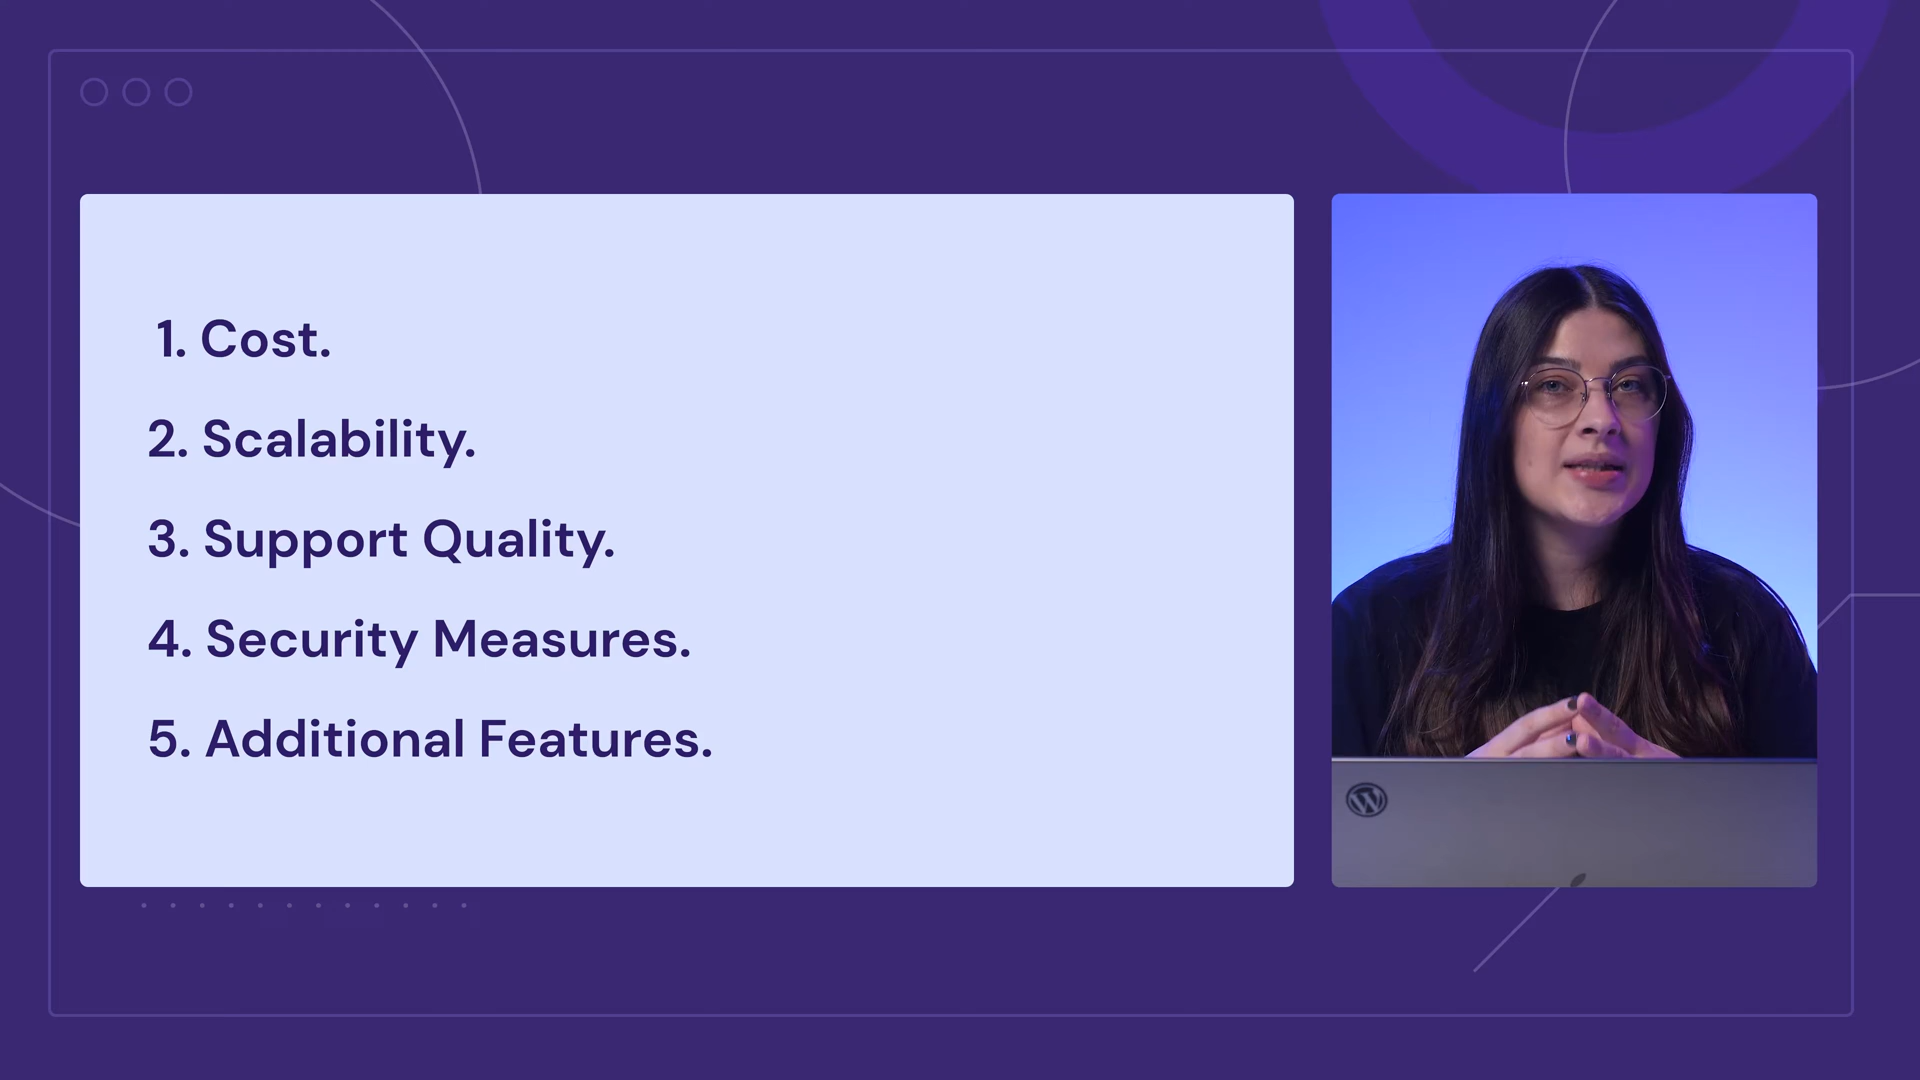 1. Cost.
2. Scalability.
3. Support Quality.
4. Security Measures.
5. Additional Features.